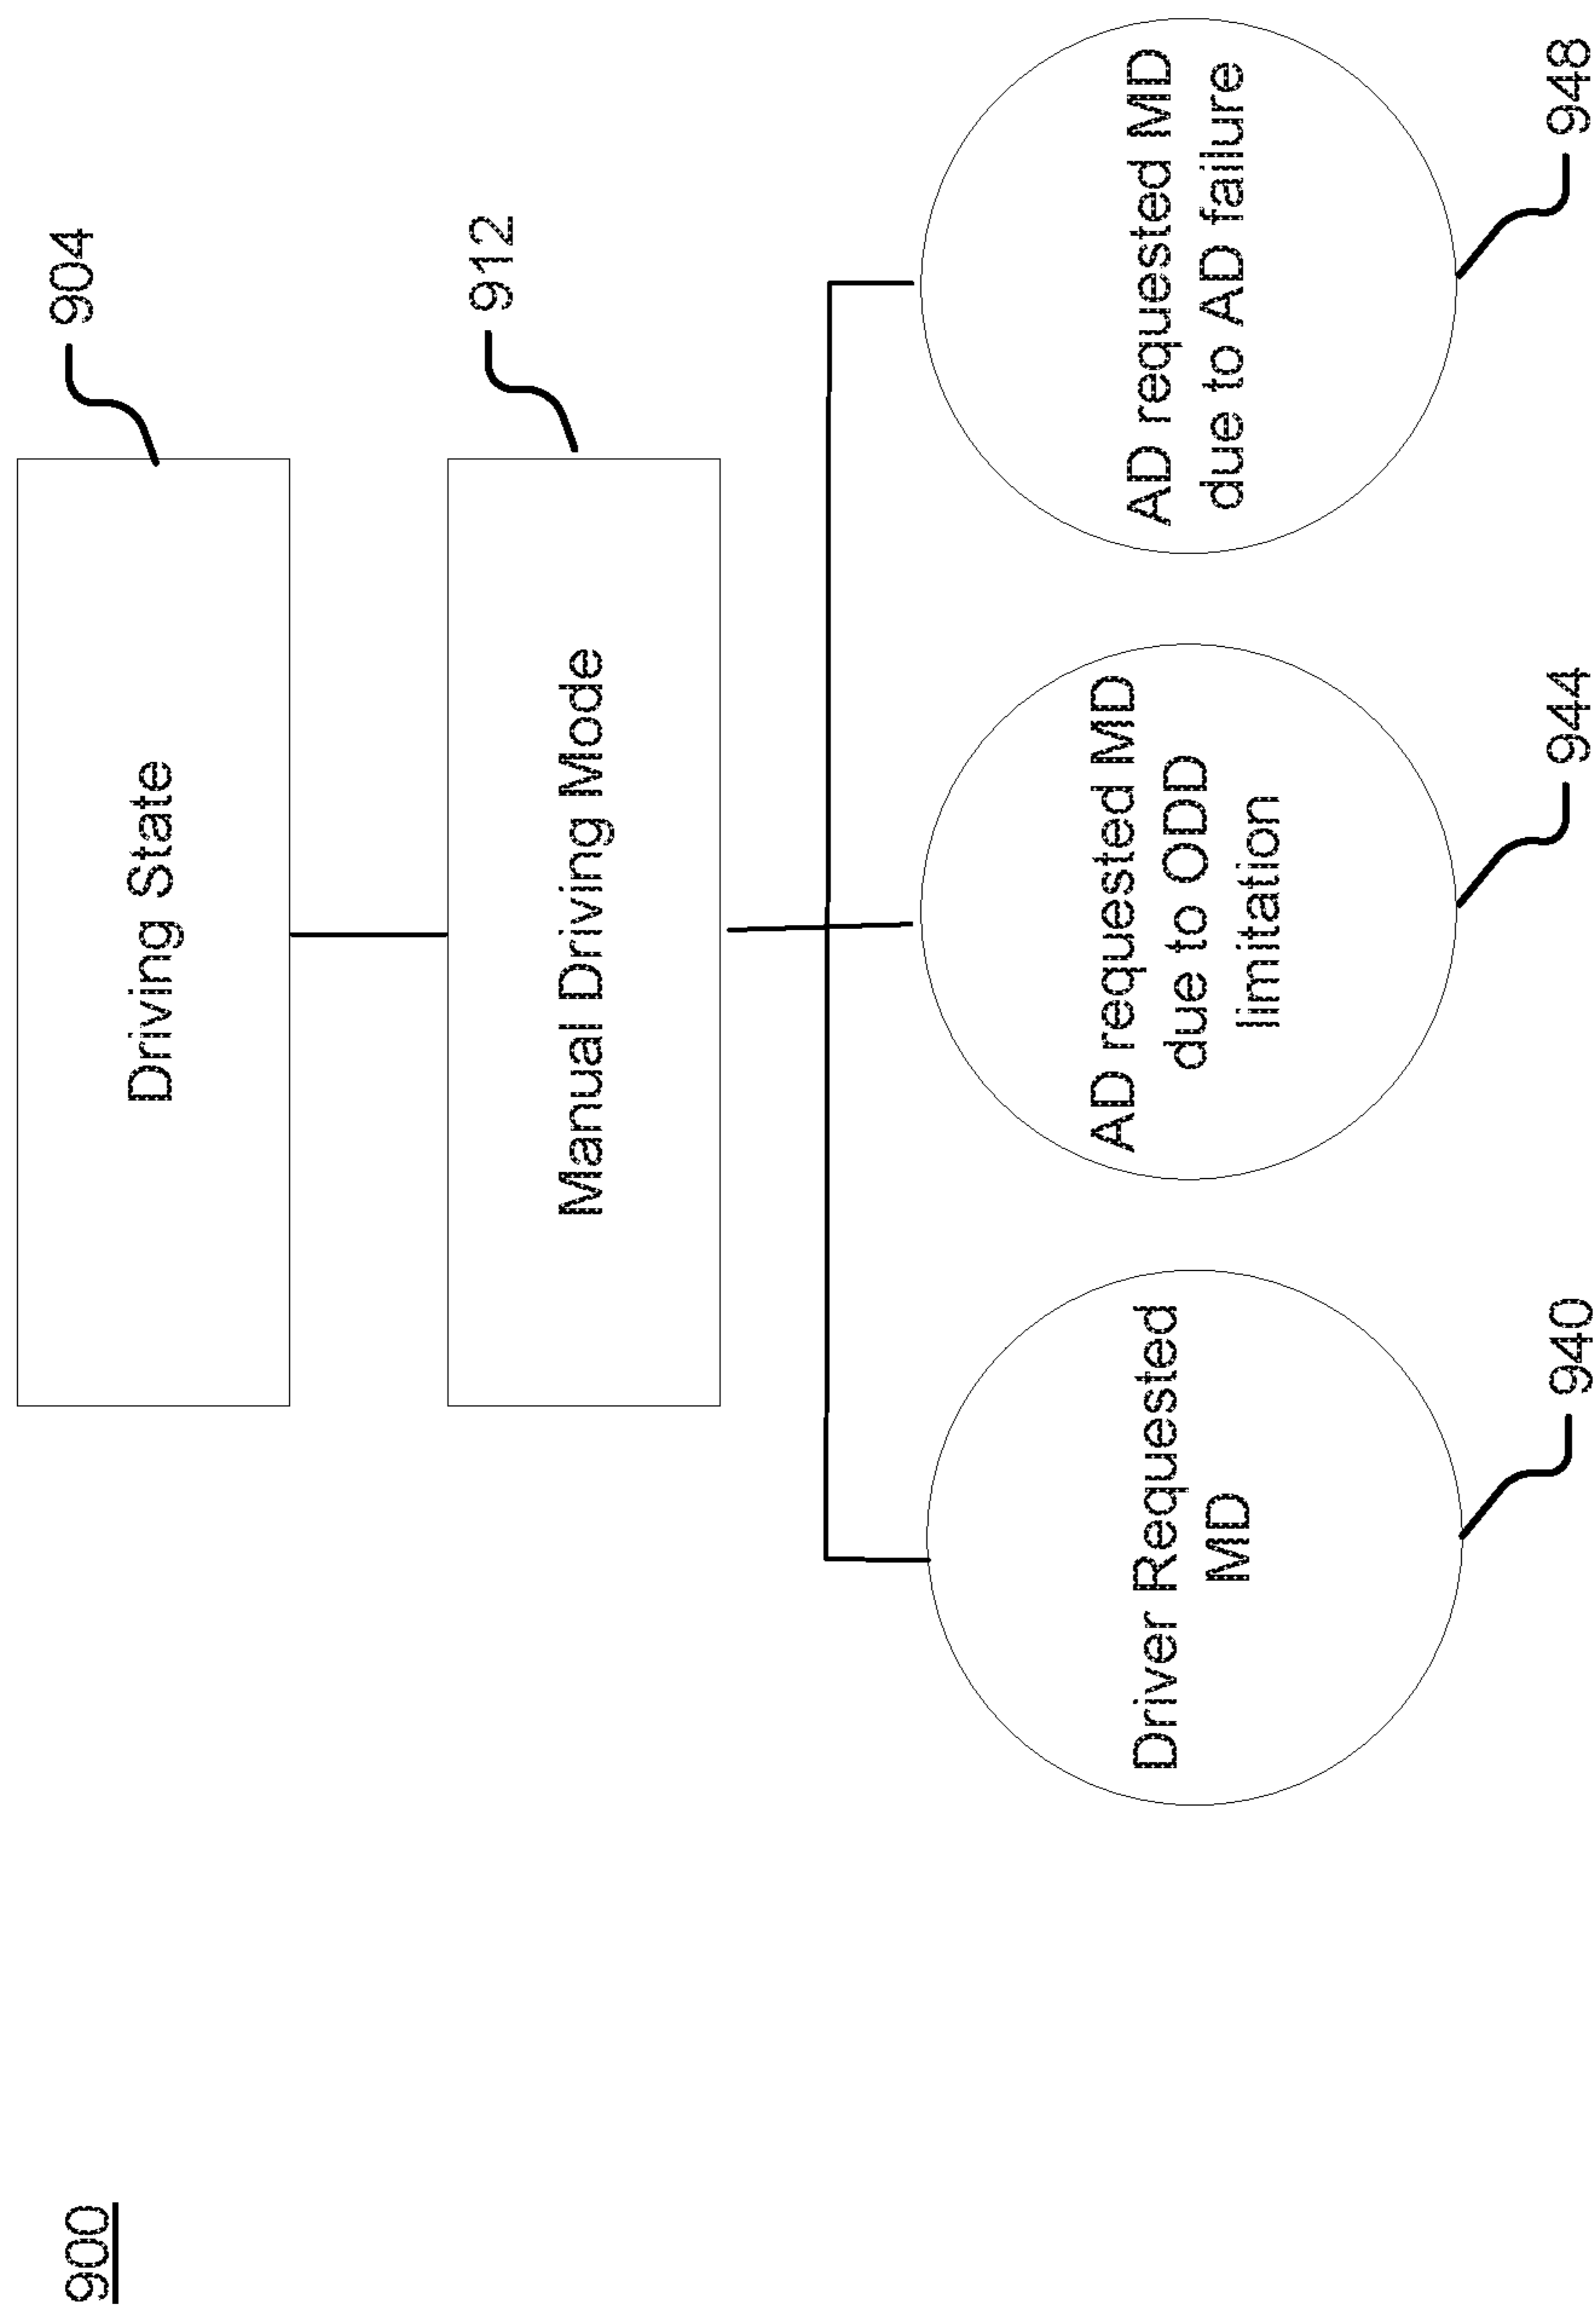 900
Driving State
904
Manual Driving Mode
912
Driver Requested
MD
940
AD requested MD
due to ODD
limitation
944
AD requested MD
due to AD failure
948